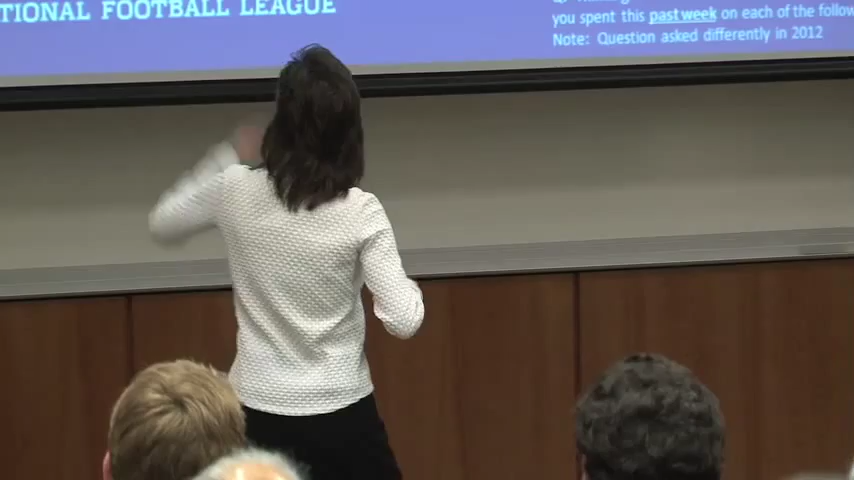 TIONAL FOOTBALL LEAGUE
you spent this past week on each of the follow
Note: Question asked differently in 2012